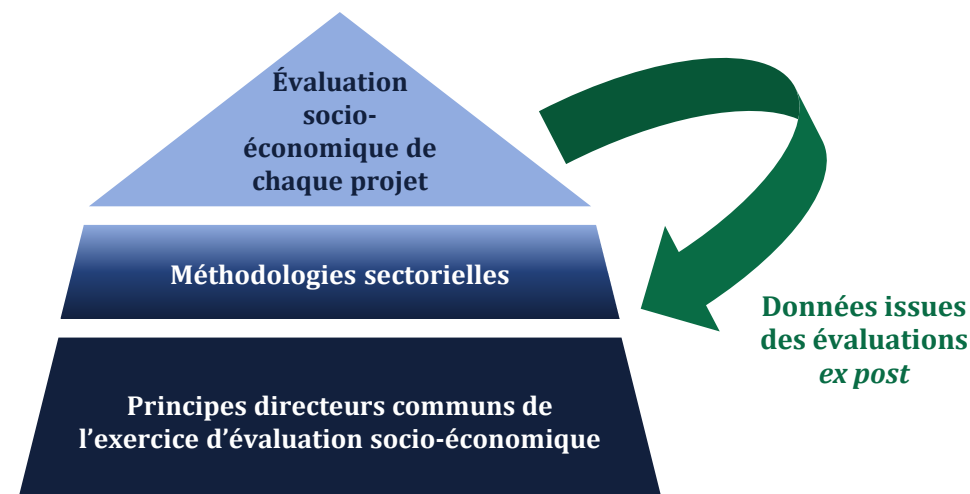 Évaluation
socio-
économique de
chaque projet
Méthodologies sectorielles
Données issues
des évaluations
ex post
Principes directeurs communs de
l’exercice d’évaluation socio-économique